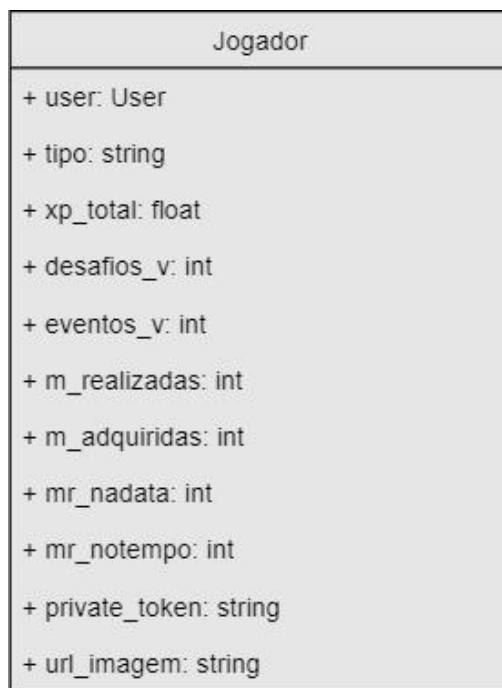 Jogador
+ user: User
+ tipo: string
+ xp_total: float
+ desafios_v: int
+ eventos_v: int
+ m_realizadas: int
+ m_adquiridas: int
+ mr_nadata: int
+ mr_notempo: int
+ private_token: string
+ url_imagem: string